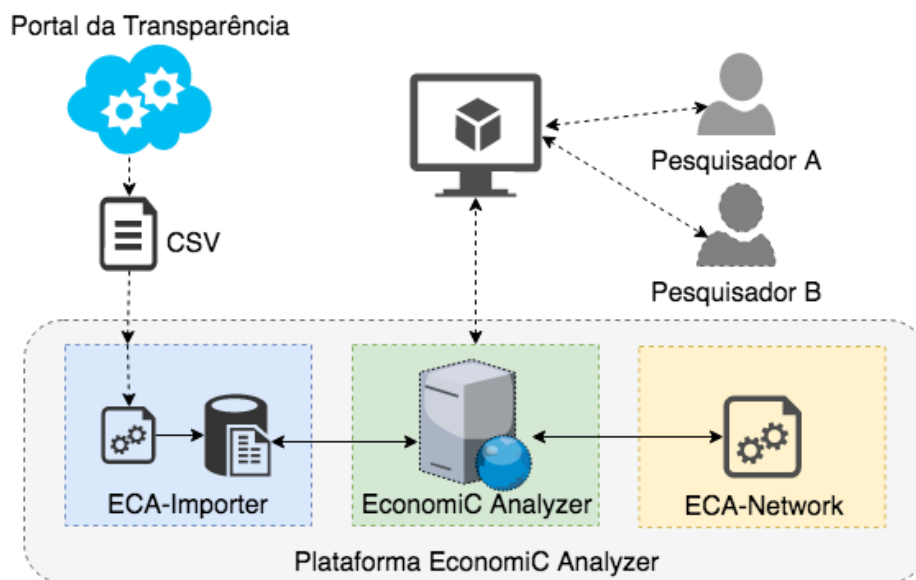 Portal da Transparência
CSV
Pesquisador A
Pesquisador B
ECA-Importer
EconomiC Analyzer
ECA-Network
Plataforma EconomiC Analyzer